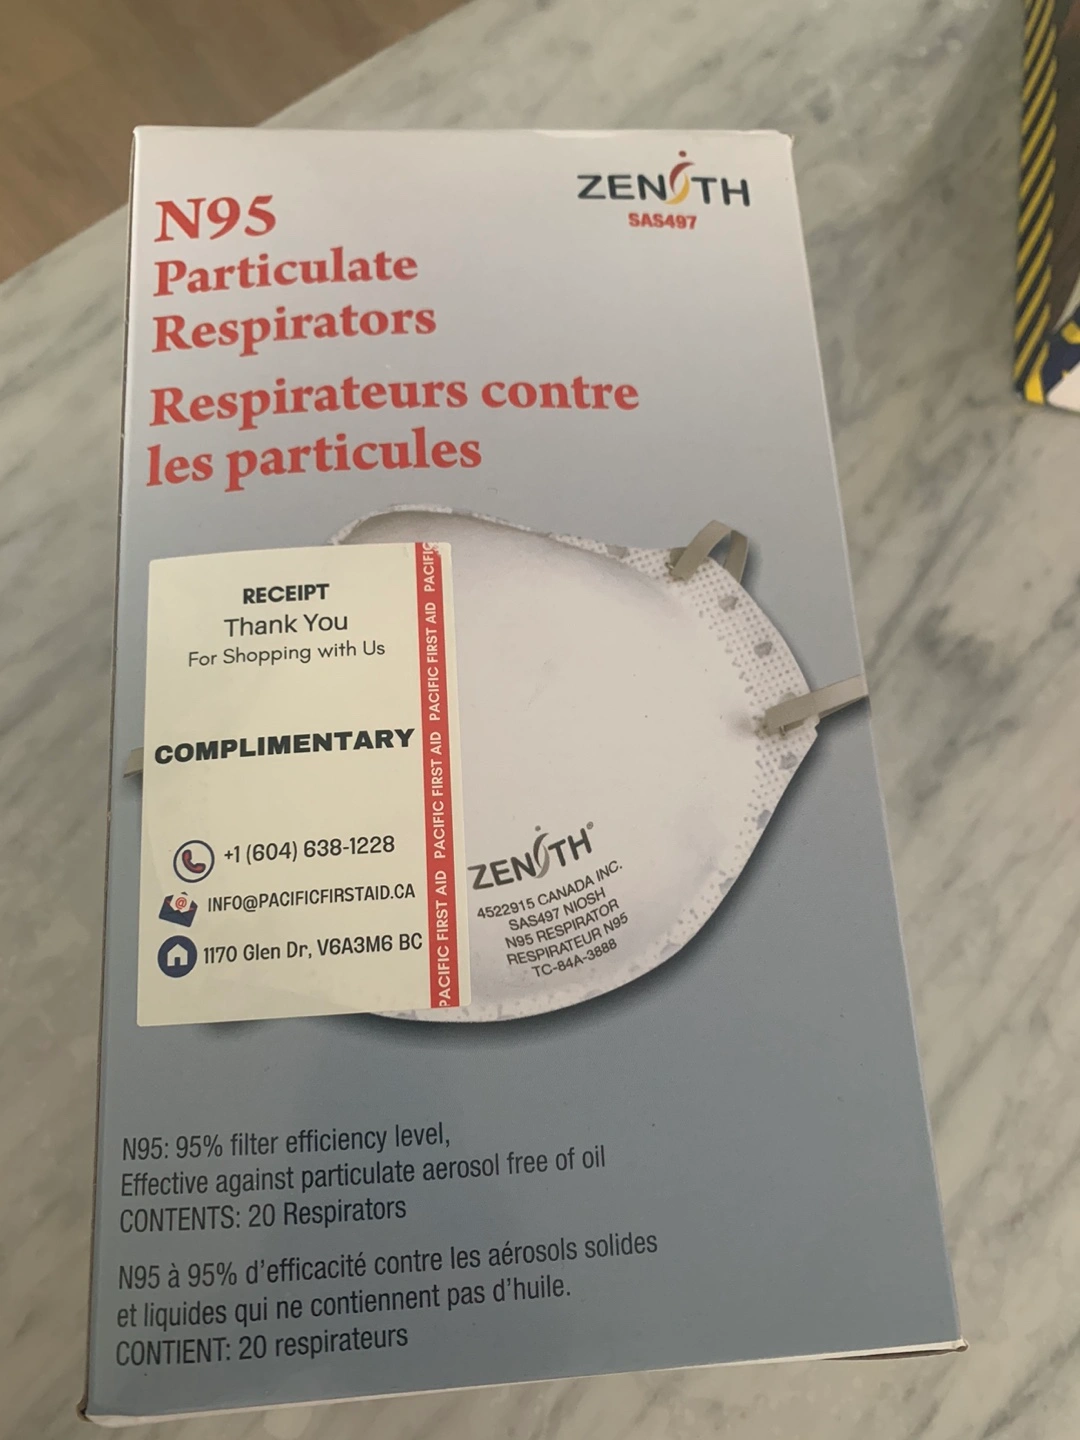 ZENITH
SAS497
N95
Particulate
Respirators
Respirateurs contre
les particules
RECEIPT
Thank You
For Shopping with Us
COMPLIMENTARY
+1 (604) 638-1228
INFO@PACIFICFIRSTAID.CA
1170 Glen Dr, V6A3M6 BC
PACIFIC FIRST AID PACIFIC FIRST AID PACIFIC FIRST AID PACIFIC
ZENITH
4522915 CANADA INC.
SAS497 NIOSH
N95 RESPIRATOR
RESPIRATEUR N95
TC-84A-3888
N95: 95% filter efficiency level,
Effective against particulate aerosol free of oil
CONTENTS: 20 Respirators
N95 à 95% d'efficacité contre les aérosols solides
et liquides qui ne contiennent pas d'huile.
CONTIENT: 20 respirateurs